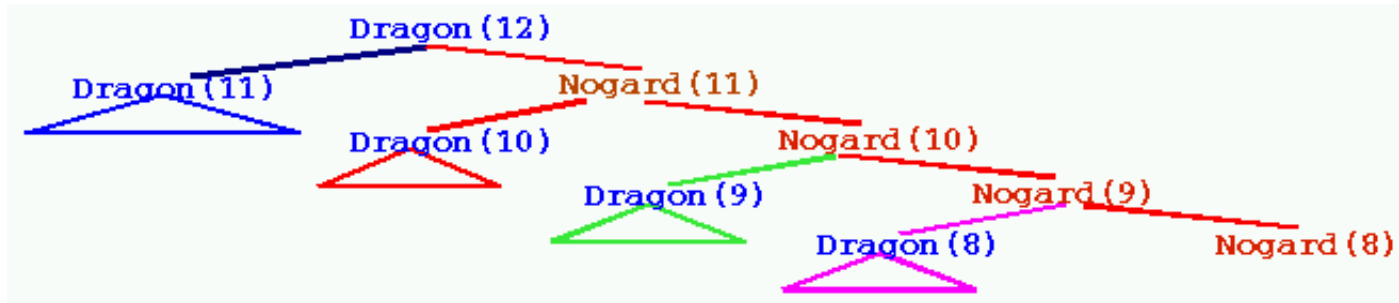 Dragon(12)
Dragon(11)
Nogard(11)
Dragon(10)
Nogard(10)
Dragon(9)
Nogard(9)
Dragon(8)
Nogard(8)